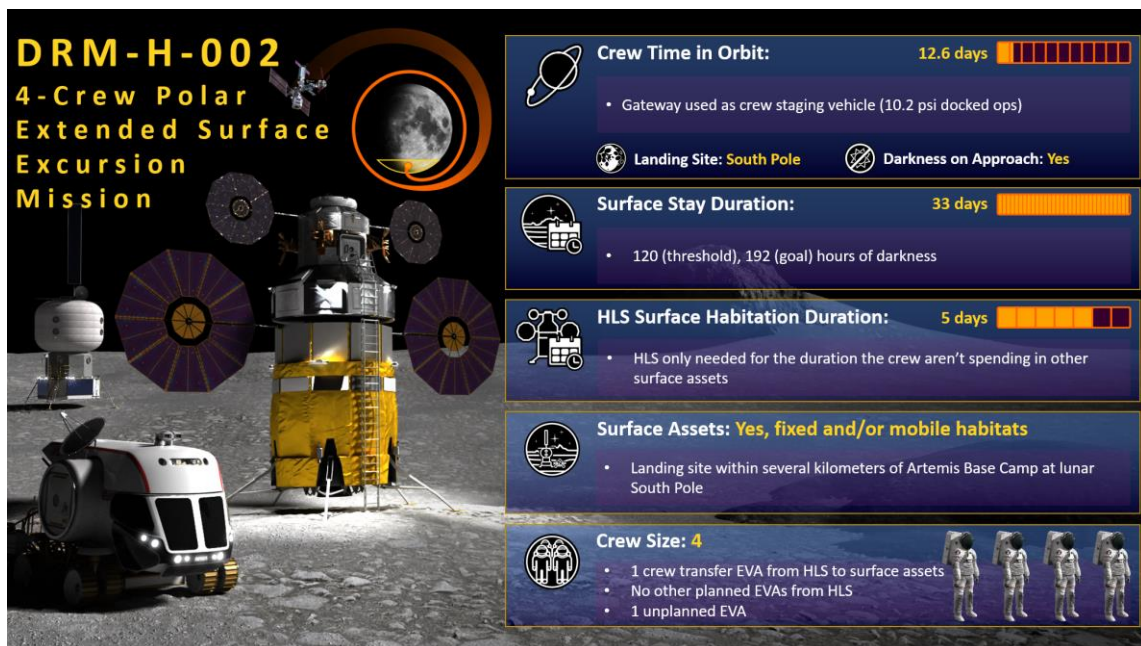 DRM-H-002
4-Crew Polar
Extended Surface
Excursion
Mission
Crew Time in Orbit: 12.6 days
• Gateway used as crew staging vehicle (10.2 psi docked ops)
Landing Site: South Pole Darkness on Approach: Yes
Surface Stay Duration: 33 days
• 120 (threshold), 192 (goal) hours of darkness
HLS Surface Habitation Duration: 5 days
• HLS only needed for the duration the crew aren’t spending in other
surface assets
Surface Assets: Yes, fixed and/or mobile habitats
• Landing site within several kilometers of Artemis Base Camp at lunar
South Pole
Crew Size: 4
• 1 crew transfer EVA from HLS to surface assets
• No other planned EVAs from HLS
• 1 unplanned EVA